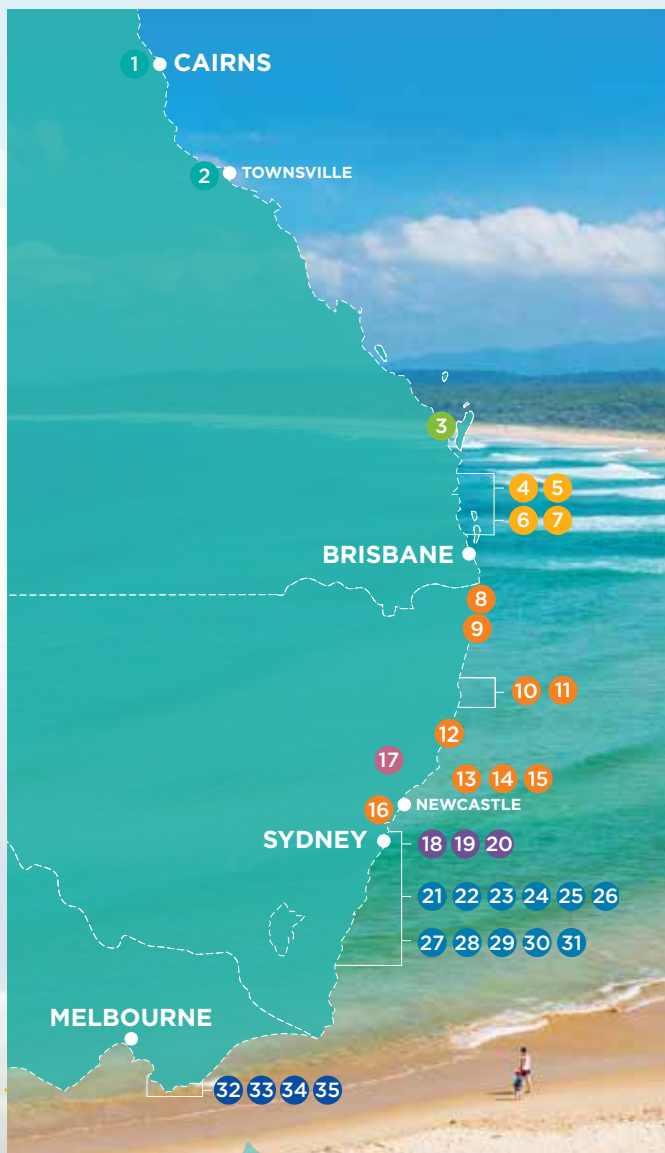 1 CAIRNS
2 TOWNSVILLE
3
4 5
6 7
BRISBANE
8
9
10 11
12
17
13 14 15
16 NEWCASTLE
SYDNEY 18 19 20
21 22 23 24 25 26
27 28 29 30 31
MELBOURNE
32 33 34 35